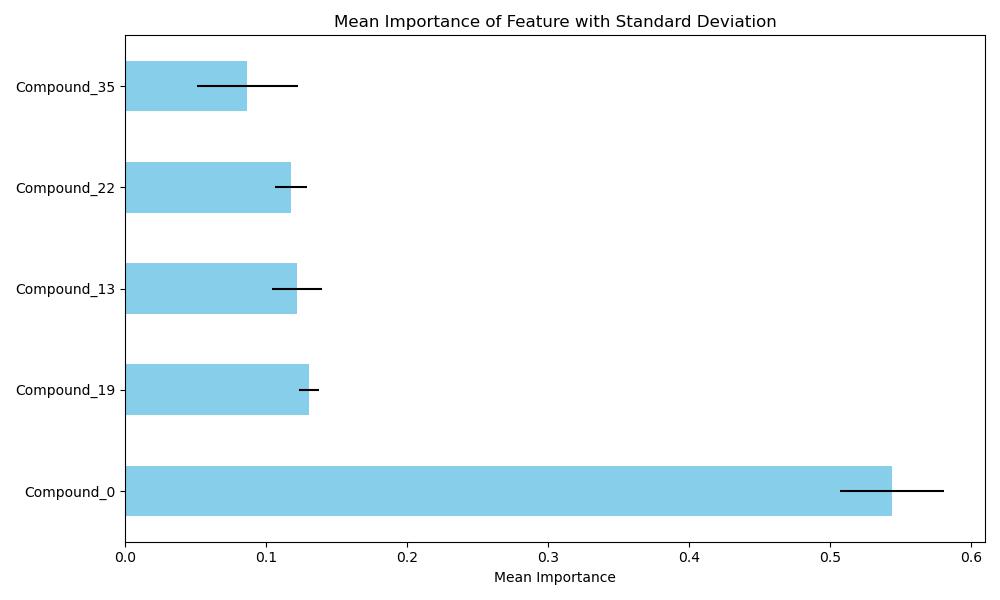 Mean Importance of Feature with Standard Deviation
Compound_35
Compound_22
Compound_13
Compound_19
Compound_0
0.0 0.1 0.2 0.3 0.4 0.5 0.6
Mean Importance